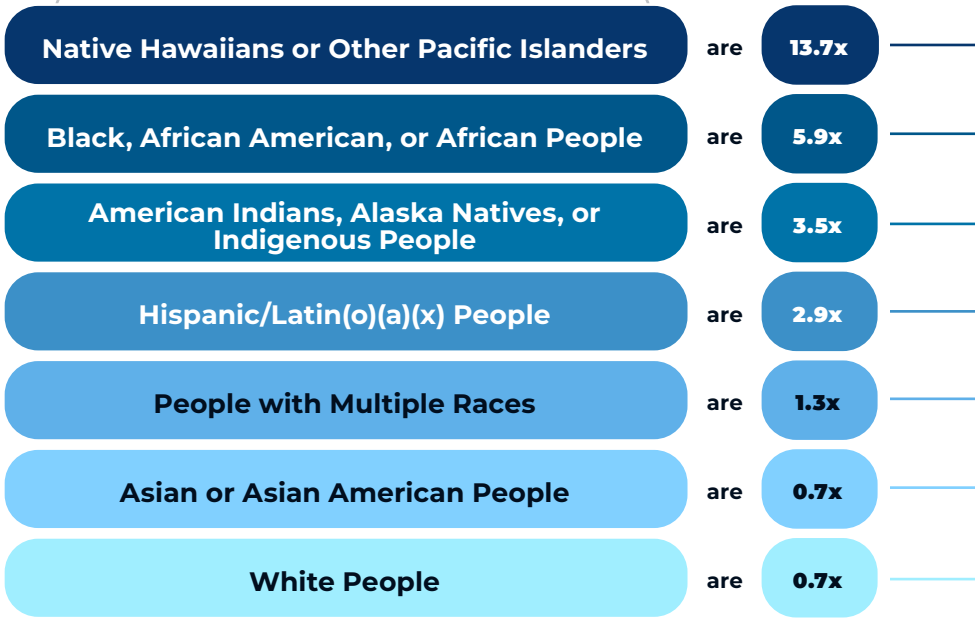 Native Hawaiians or Other Pacific Islanders are 13.7x
Black, African American, or African People are 5.9x
American Indians, Alaska Natives, or
Indigenous People are 3.5x
Hispanic/Latin(o)(a)(x) People are 2.9x
People with Multiple Races are 1.3x
Asian or Asian American People are 0.7x
White People are 0.7x